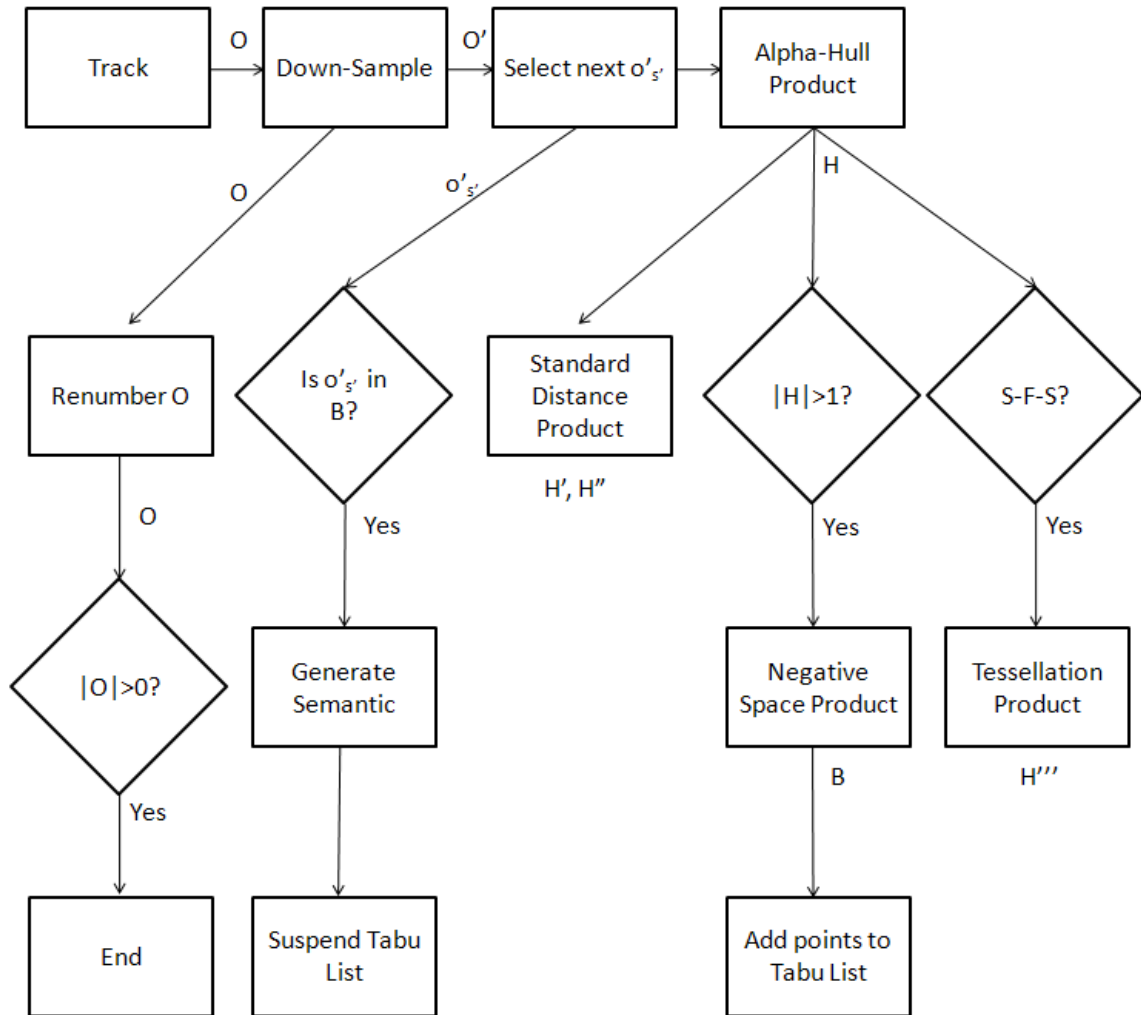 O
O'
Track
Down-Sample
Select next o's'
Alpha-Hull
Product
O
o's'
H
Renumber O
Is o's' in
B?
Standard
Distance
Product
|H|>1?
S-F-S?
H', H''
O
Yes
Yes
Yes
|O|>0?
Generate
Semantic
Negative
Space Product
Tessellation
Product
B
H'''
Yes
End
Suspend Tabu
List
Add points to
Tabu List